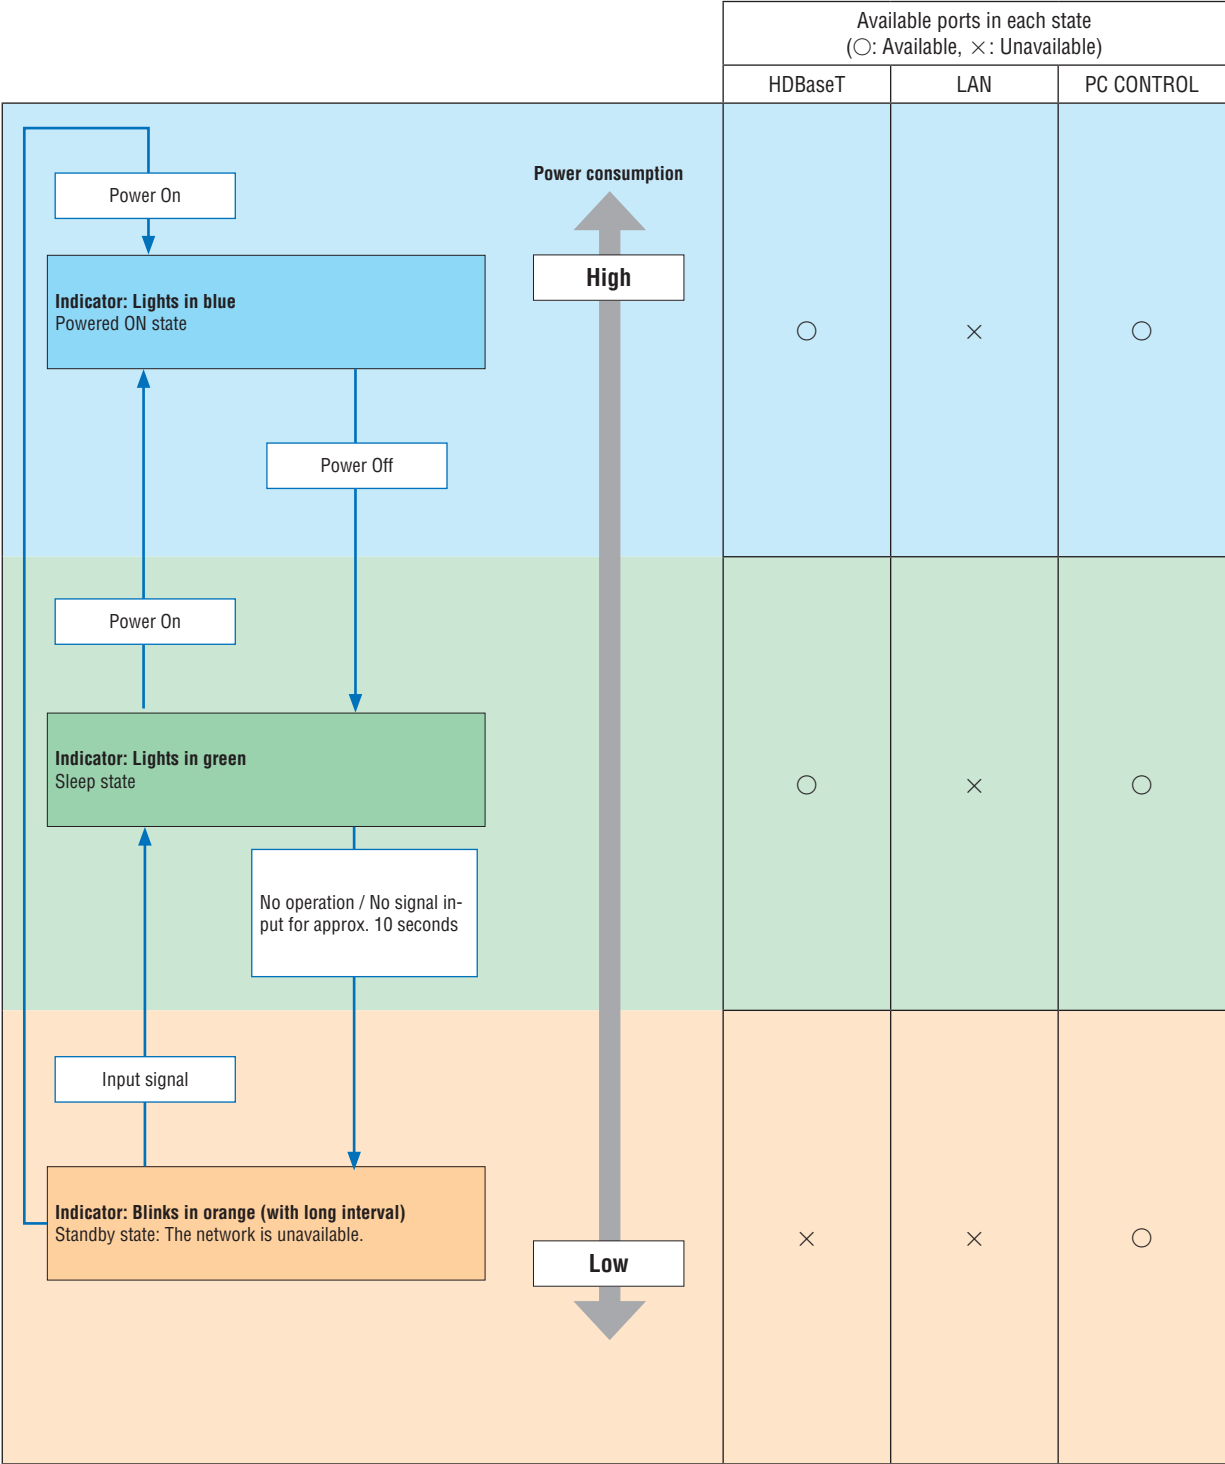 Available ports in each state
(○: Available, ×: Unavailable)
HDBaseT
LAN
PC CONTROL
Power On
Power consumption
High
Indicator: Lights in blue
Powered ON state
○
×
○
Power Off
Power On
Indicator: Lights in green
Sleep state
○
×
○
No operation / No signal in-
put for approx. 10 seconds
Input signal
Indicator: Blinks in orange (with long interval)
Standby state: The network is unavailable.
Low
×
×
○